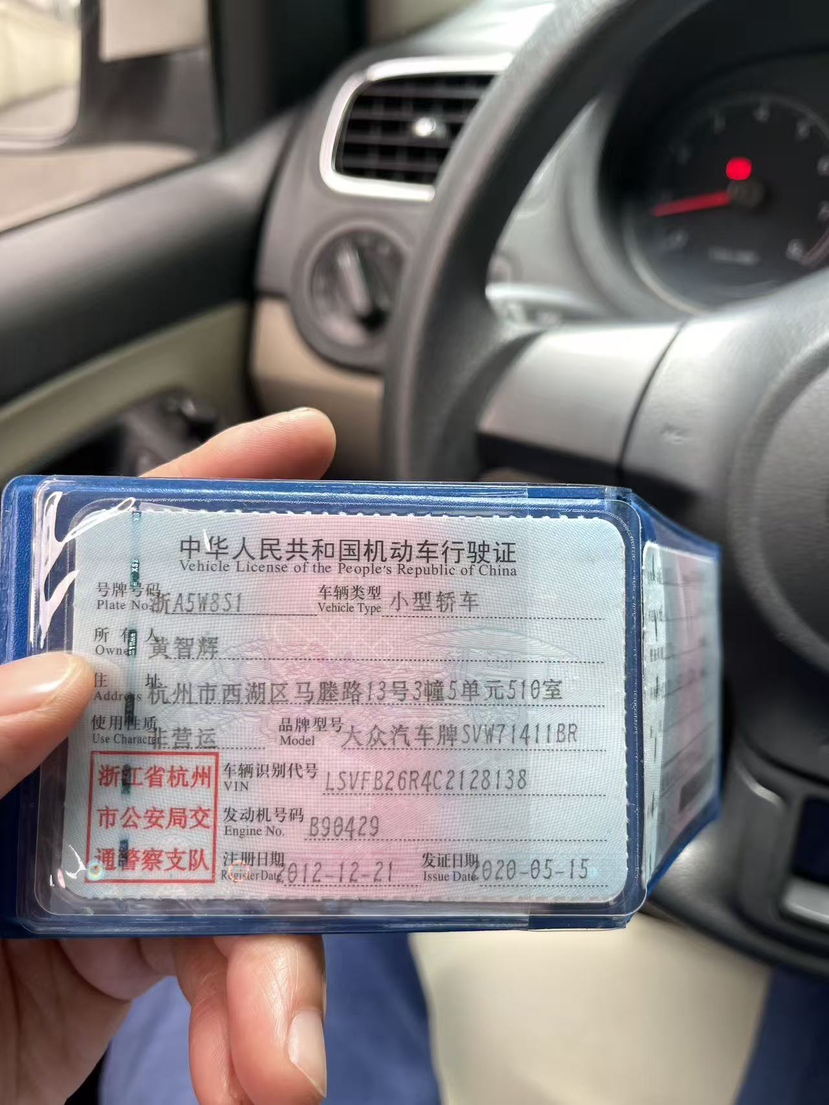 中华人民共和国机动车行驶证
Vehicle License of the People's Republic of China
号牌号码 浙A5W8S1 车辆类型 小型轿车
Plate No. Vehicle Type
所有人 黄智辉
Owner
住址 杭州市西湖区马塍路13号3幢5单元510室
Address
使用性质 非营运 品牌型号 大众汽车牌SVW71411BR
Use Character Model
浙江省杭州
市公安局交
通警察支队
车辆识别代号 LSVFB26R4C2128138
VIN
发动机号码 B90429
Engine No.
注册日期 2012-12-21 发证日期 2020-05-15
Register Date Issue Date